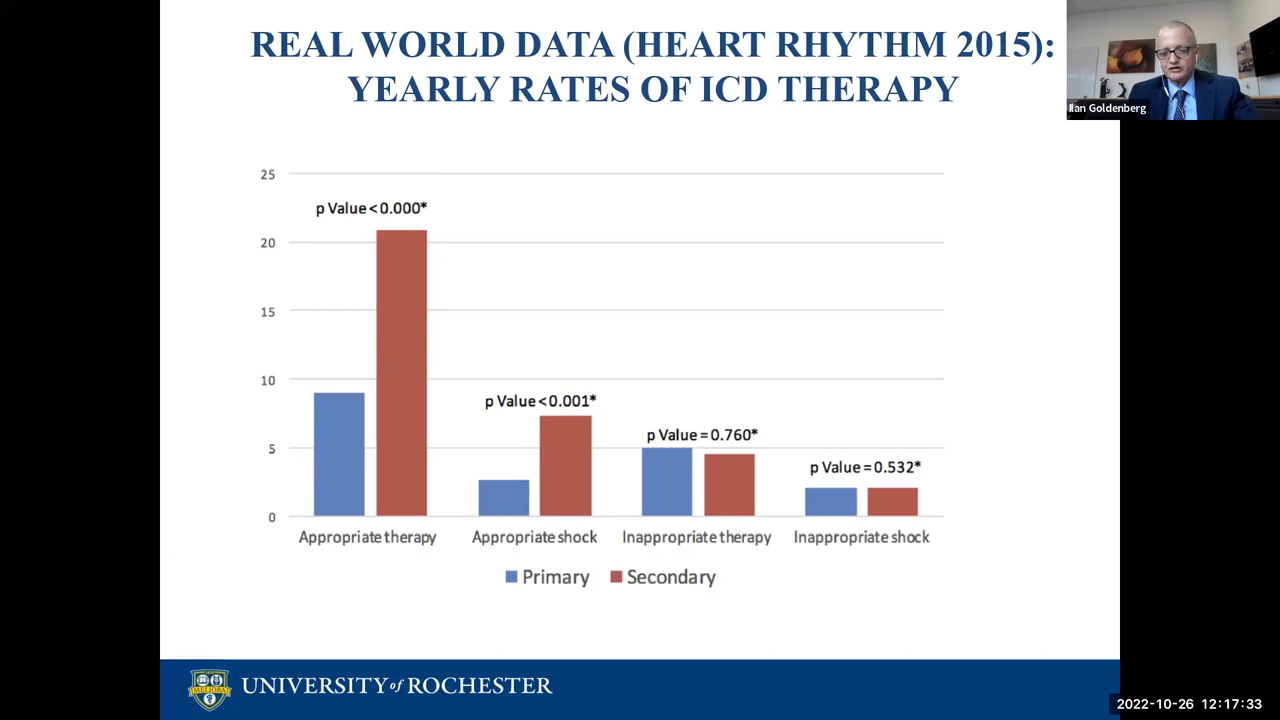 REAL WORLD DATA (HEART RHYTHM 2015):
YEARLY RATES OF ICD THERAPY
Ilan Goldenberg
25
p Value < 0.000*
20
15
10
p Value < 0.001*
p Value = 0.760*
5
p Value = 0.532*
0
Appropriate therapy Appropriate shock Inappropriate therapy Inappropriate shock
Primary Secondary
MELIORA
UNIVERSITY of ROCHESTER
2022-10-26 12:17:33